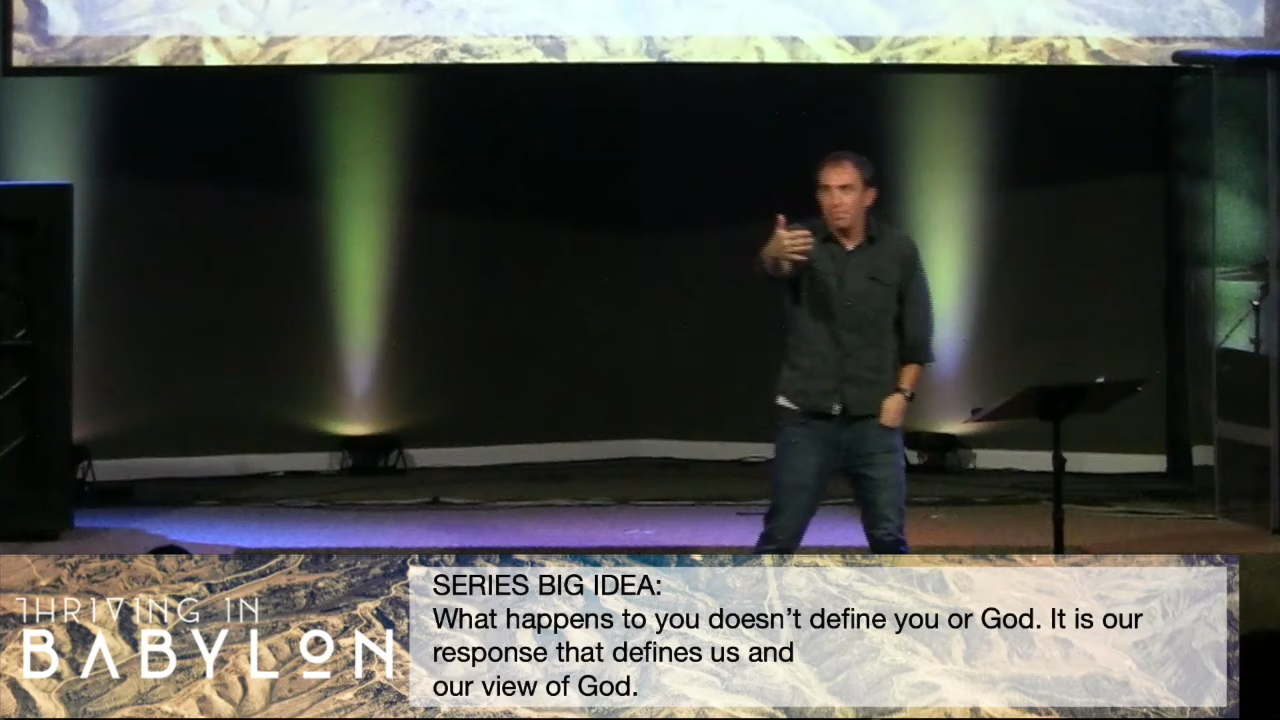 THRIVING IN
BABYLON
SERIES BIG IDEA:
What happens to you doesn’t define you or God. It is our
response that defines us and
our view of God.